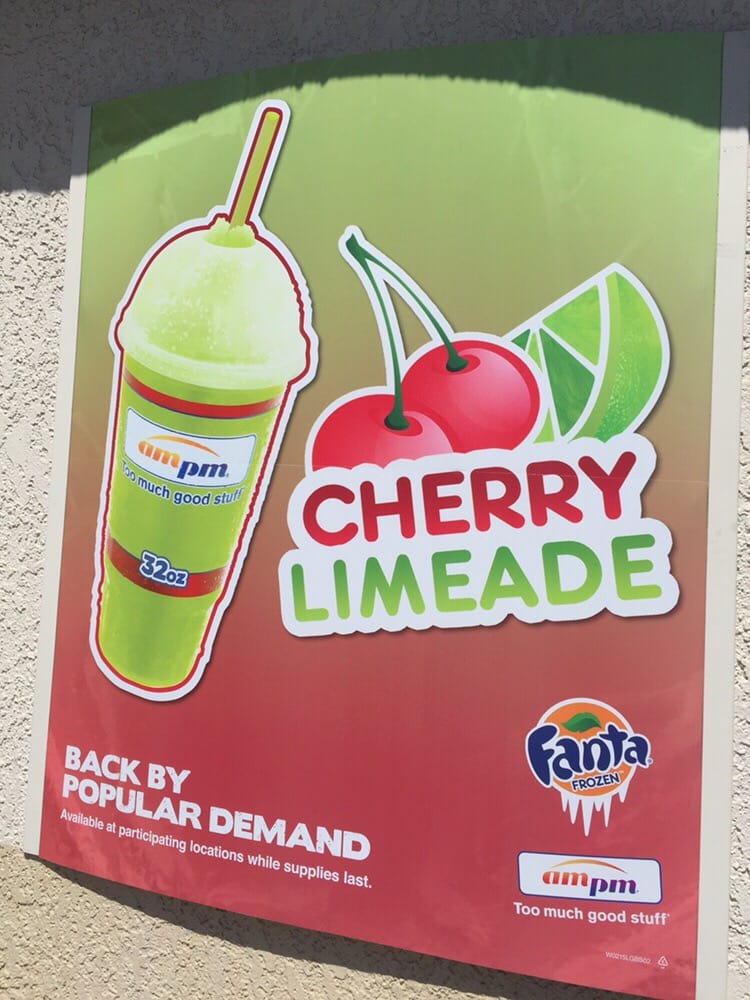 ampm
Too much good stuff
32oz
CHERRY
LIMEADE
BACK BY
POPULAR DEMAND
Available at participating locations while supplies last.
Fanta
FROZEN™
ampm
Too much good stuff